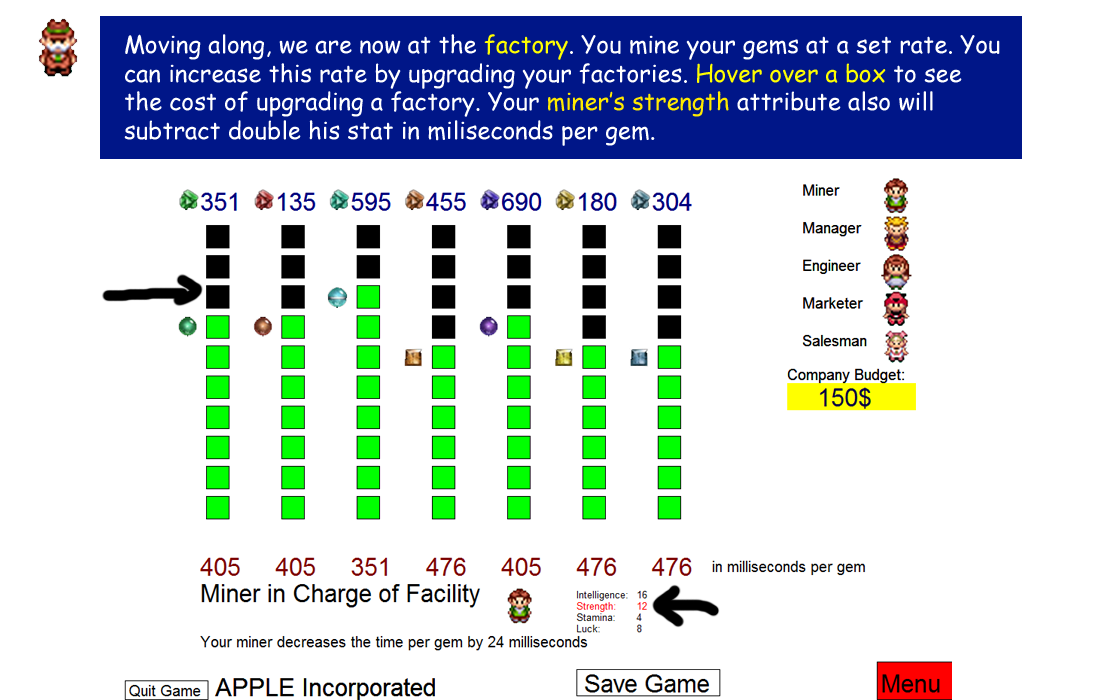 Moving along, we are now at the factory. You mine your gems at a set rate. You
can increase this rate by upgrading your factories. Hover over a box to see
the cost of upgrading a factory. Your miner's strength attribute also will
subtract double his stat in miliseconds per gem.
351 135 595 455 690 180 304
Miner
Manager
Engineer
Marketer
Salesman
Company Budget:
150$
405 405 351 476 405 476 476 in milliseconds per gem
Miner in Charge of Facility
Intelligence: 16
Strength: 12
Stamina: 4
Luck: 8
Your miner decreases the time per gem by 24 milliseconds
Quit Game APPLE Incorporated Save Game Menu